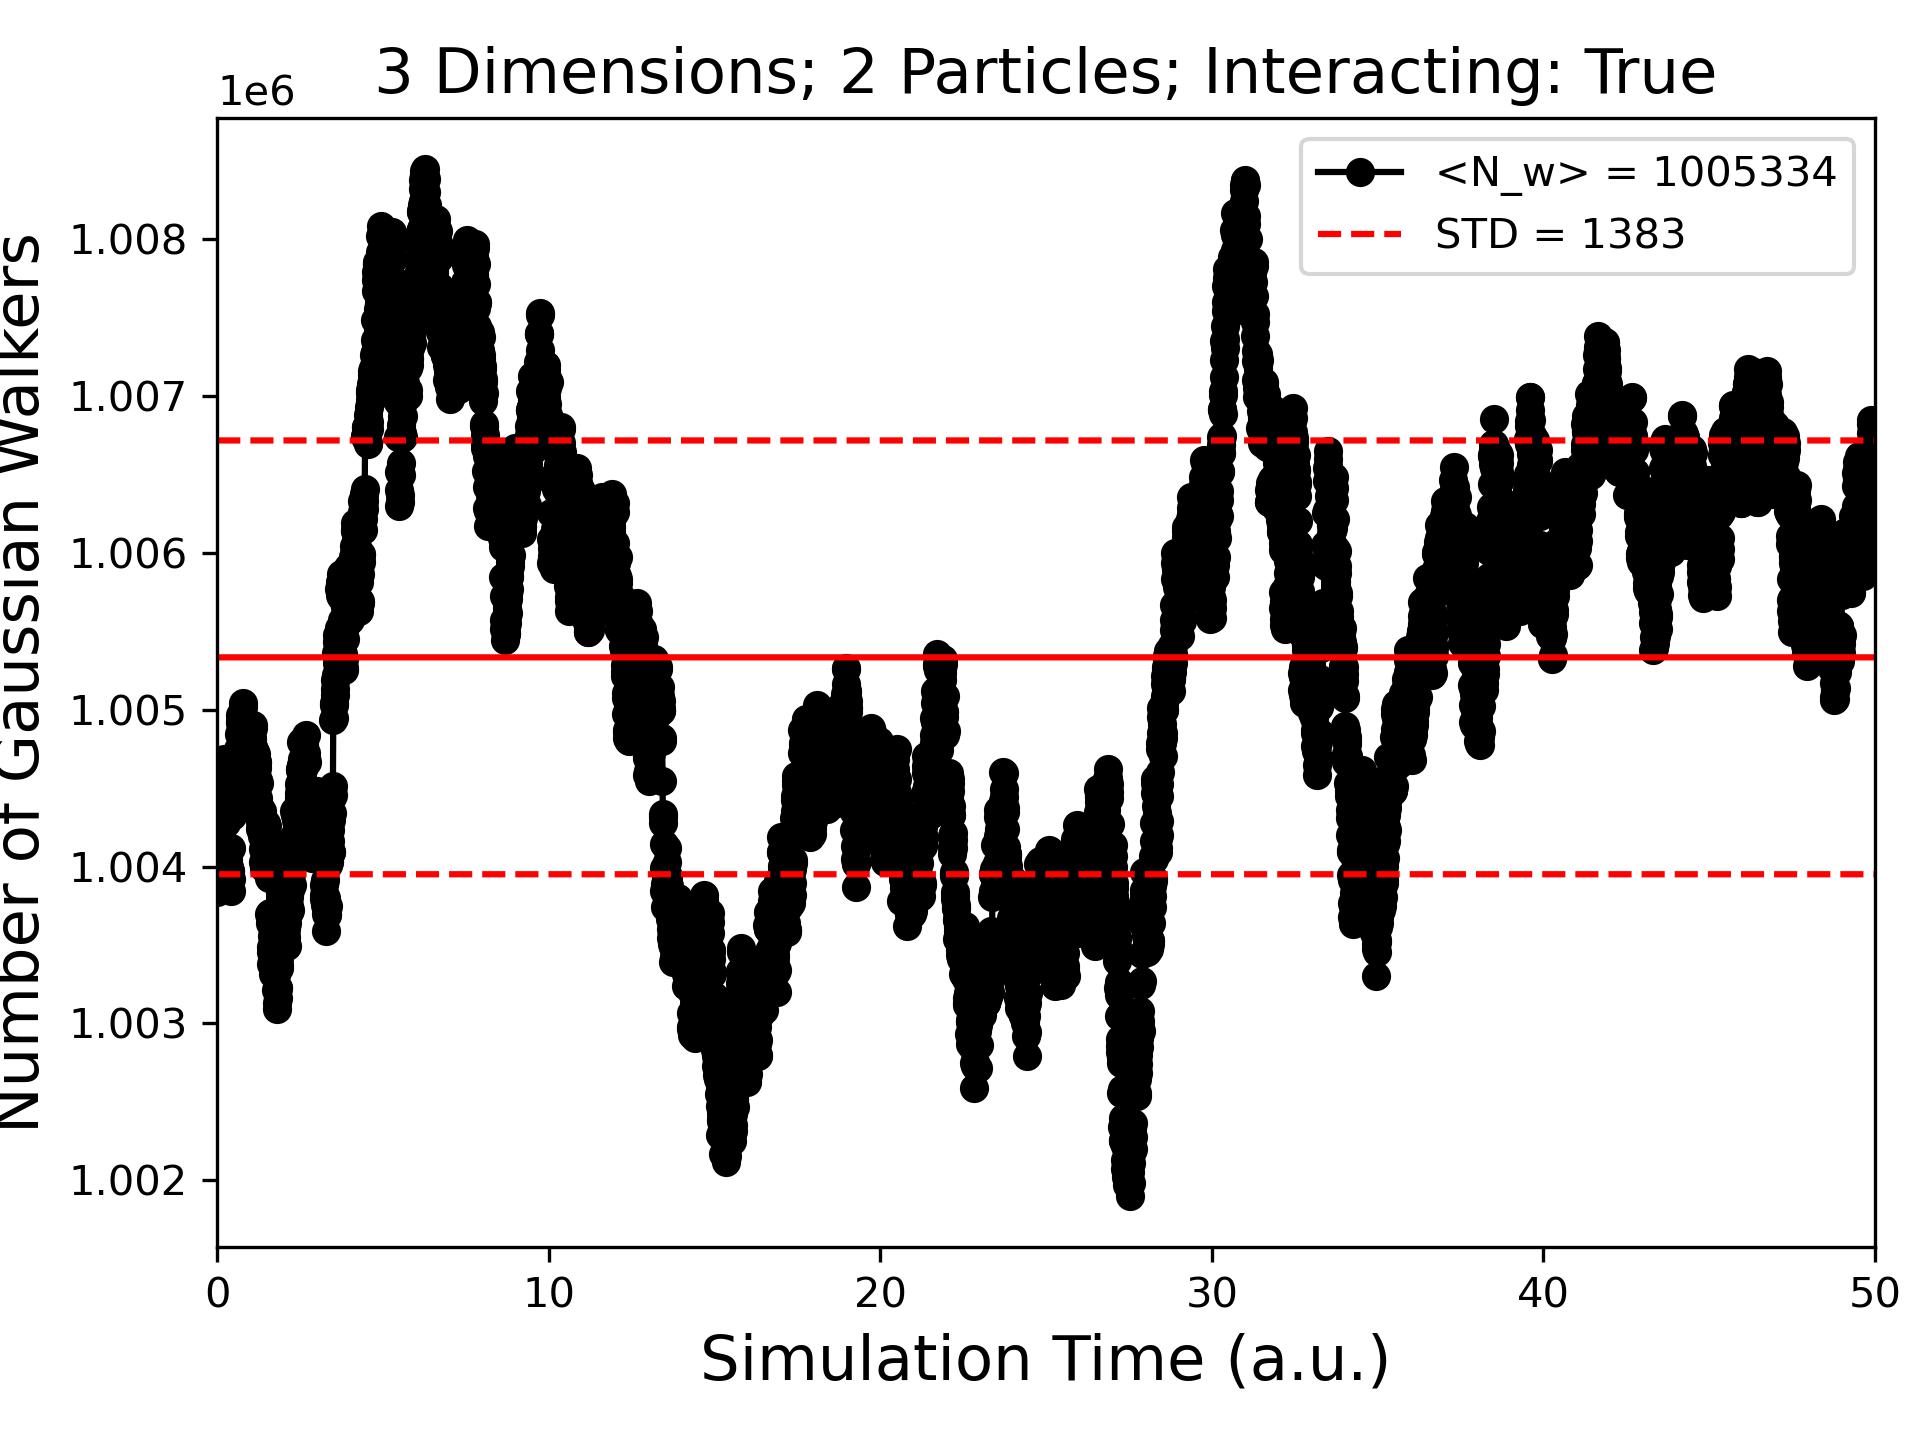 3 Dimensions; 2 Particles; Interacting: True
1e6
<N_w> = 1005334
STD = 1383
Number of Gaussian Walkers
1.008
1.007
1.006
1.005
1.004
1.003
1.002
0 10 20 30 40 50
Simulation Time (a.u.)